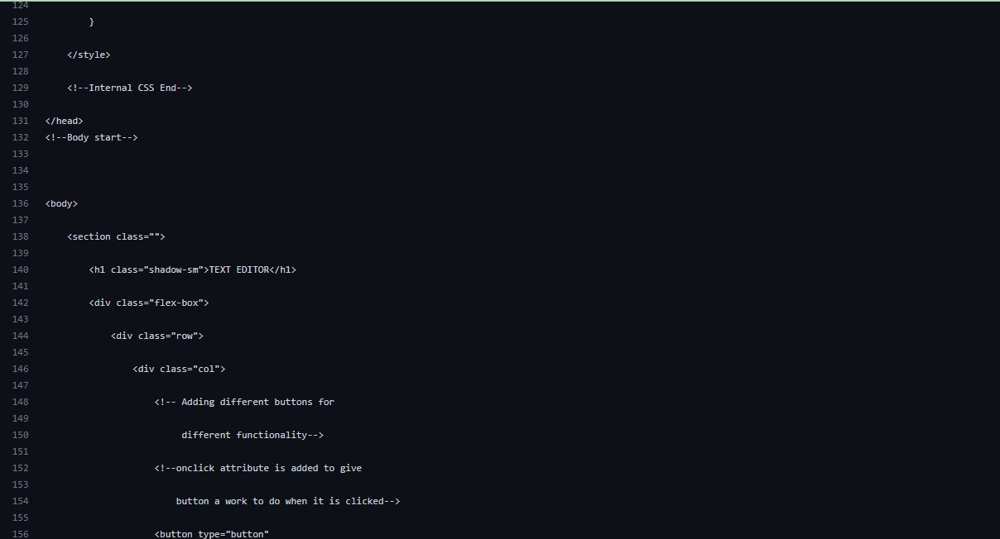 124
125 }
126
127 </style>
128
129 <!--Internal CSS End-->
130
131 </head>
132 <!--Body start-->
133
134
135
136 <body>
137
138 <section class="">
139
140 <h1 class="shadow-sm">TEXT EDITOR</h1>
141
142 <div class="flex-box">
143
144 <div class="row">
145
146 <div class="col">
147
148 <!-- Adding different buttons for
149
150 different functionality-->
151
152 <!--onclick attribute is added to give
153
154 button a work to do when it is clicked-->
155
156 <button type="button"